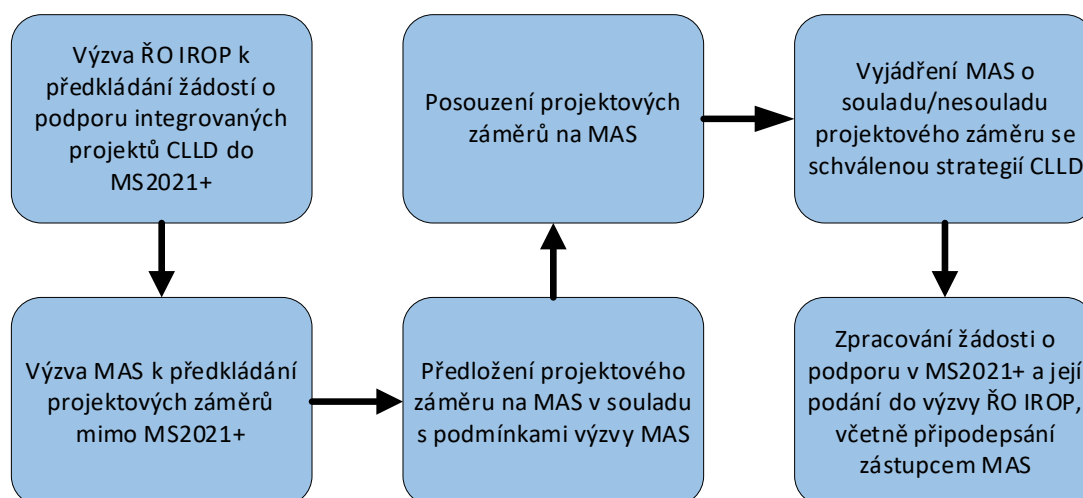 Výzva ŘO IROP k
předkládání žádostí o
podporu integrovaných
projektů CLLD do
MS2021+
Výzva MAS k předkládání
projektových záměrů
mimo MS2021+
Předložení projektového
záměru na MAS v souladu
s podmínkami výzvy MAS
Posouzení projektových
záměrů na MAS
Vyjádření MAS o
souladu/nesouladu
projektového záměru se
schválenou strategií CLLD
Zpracování žádosti o
podporu v MS2021+ a její
podání do výzvy ŘO IROP,
včetně připodepsání
zástupcem MAS